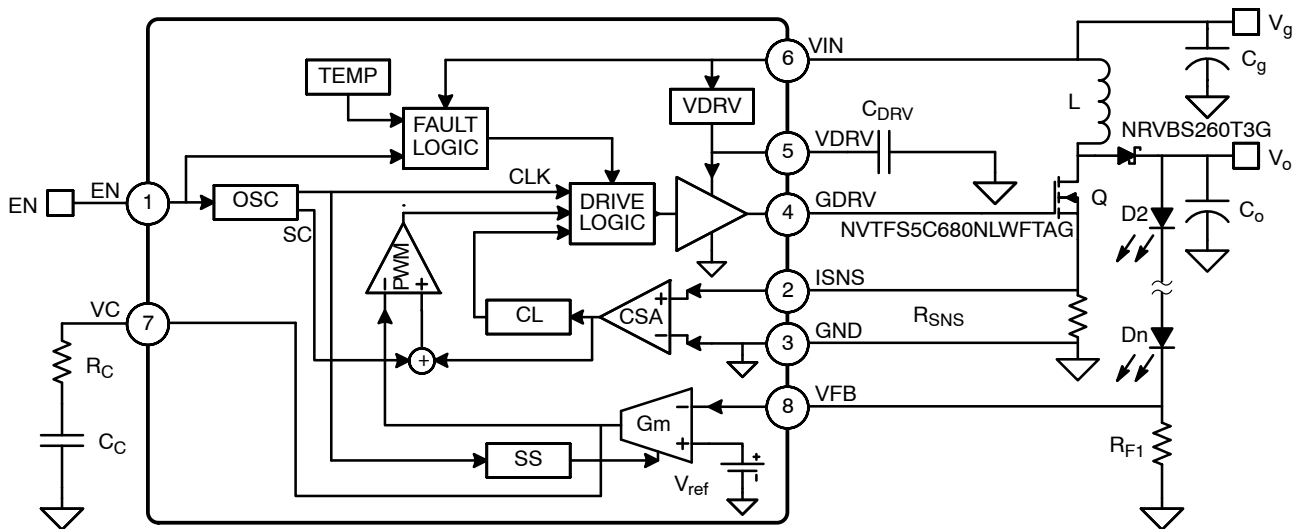 6
VIN
V_g
C_g
TEMP
VDRV
L
C_DRV
FAULT
LOGIC
NRVBS260T3G
5
VDRV
V_o
EN
EN
1
OSC
CLK
DRIVE
LOGIC
4
GDRV
Q
D2
C_o
SC
NVTFS5C680NLWFTAG
PWM
−
+
2
ISNS
+
VC
7
CL
CSA
R_SNS
−
3
GND
Dn
+
R_C
8
VFB
−
Gm
C_C
+
SS
V_ref
+
-
R_F1